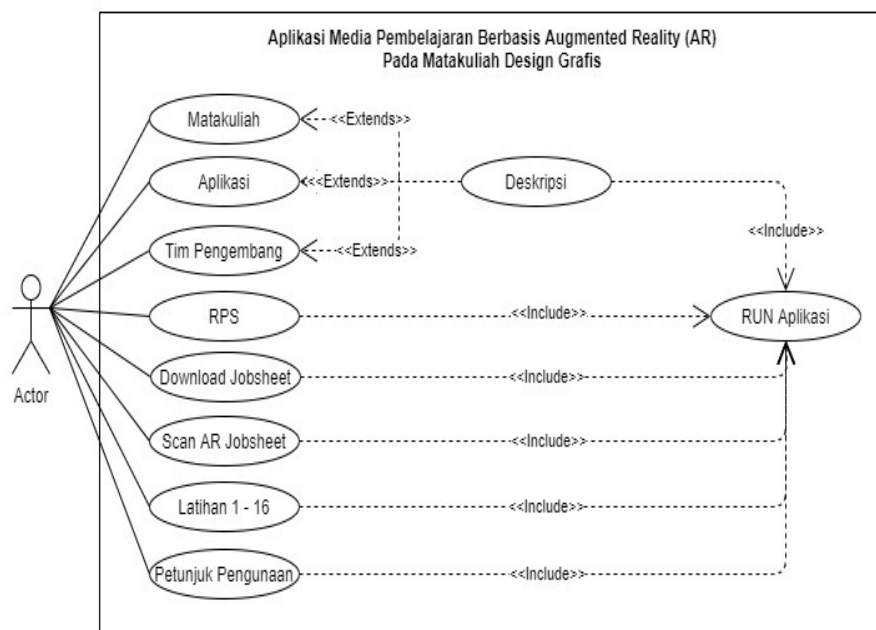 Aplikasi Media Pembelajaran Berbasis Augmented Reality (AR)
Pada Matakuliah Design Grafis
Matakuliah
<<Extends>>
Aplikasi
<<Extends>>
Deskripsi
<<Include>>
Tim Pengembang
<<Extends>>
RPS
<<Include>>
RUN Aplikasi
Actor
Download Jobsheet
<<Include>>
Scan AR Jobsheet
<<Include>>
Latihan 1 - 16
<<Include>>
Petunjuk Pengunaan
<<Include>>